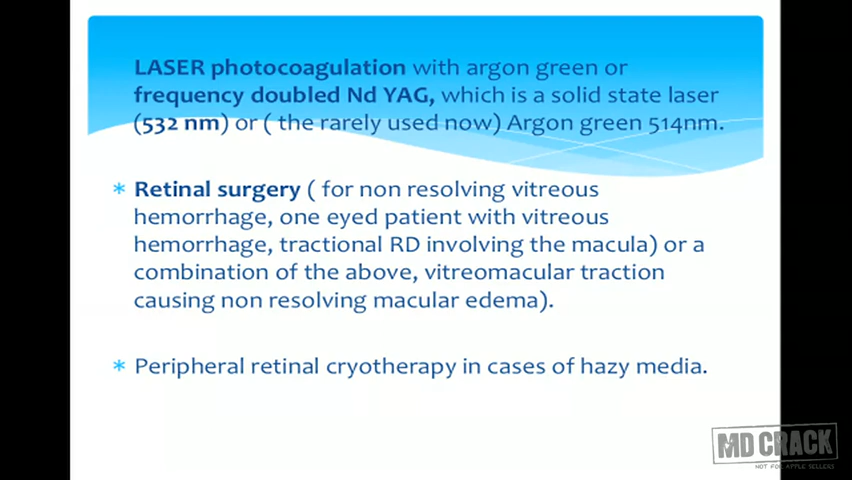 LASER photocoagulation with argon green or
frequency doubled Nd YAG, which is a solid state laser
(532 nm) or ( the rarely used now) Argon green 514nm.
* Retinal surgery ( for non resolving vitreous
hemorrhage, one eyed patient with vitreous
hemorrhage, tractional RD involving the macula) or a
combination of the above, vitreomacular traction
causing non resolving macular edema).
* Peripheral retinal cryotherapy in cases of hazy media.
MD CRACK
NOT FOR APPLE SELLERS